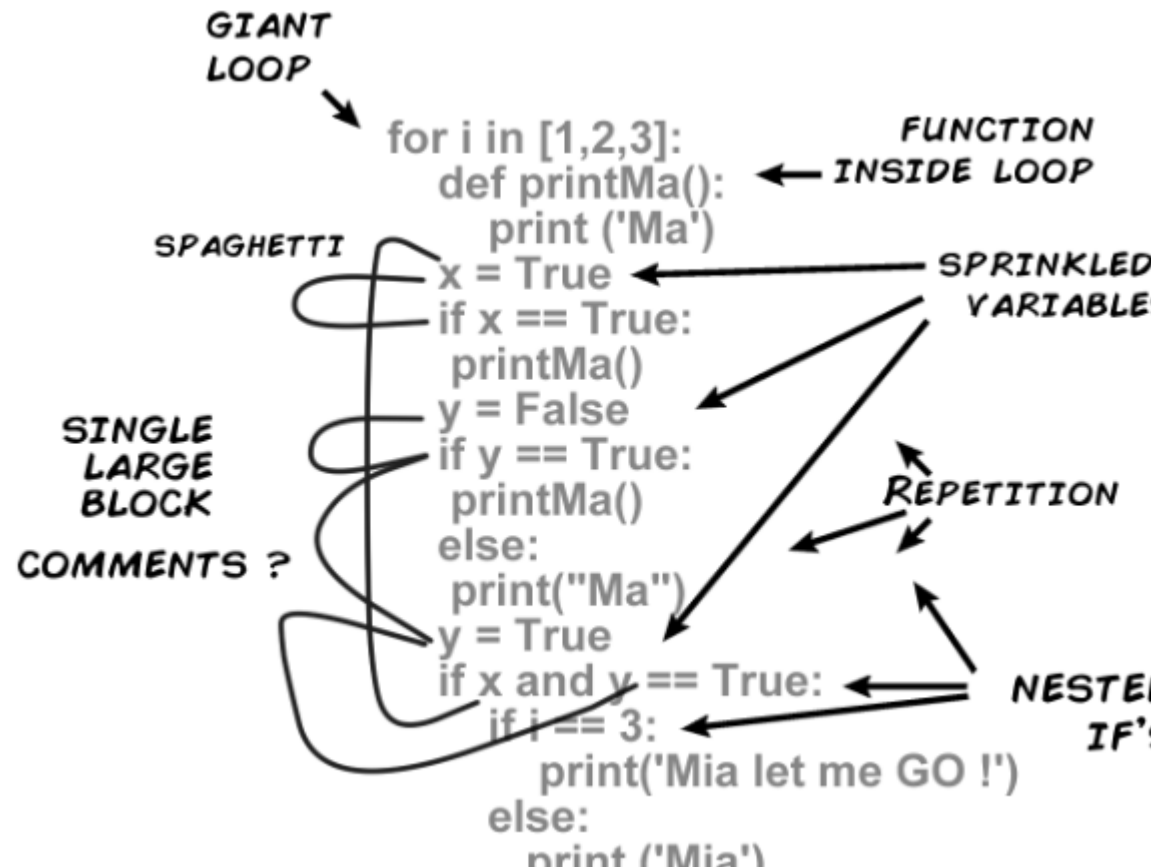 GIANT
LOOP
for i in [1,2,3]:
FUNCTION
def printMa():
INSIDE LOOP
print ('Ma')
SPAGHETTI
x = True
SPRINKLED
if x == True:
printMa()
y = False
SINGLE
LARGE
BLOCK
if y == True:
printMa()
REPETITION
else:
COMMENTS ?
print("Ma")
y = True
if x and y == True:
if i == 3:
print('Mia let me GO !')
else:
print ('Mia')